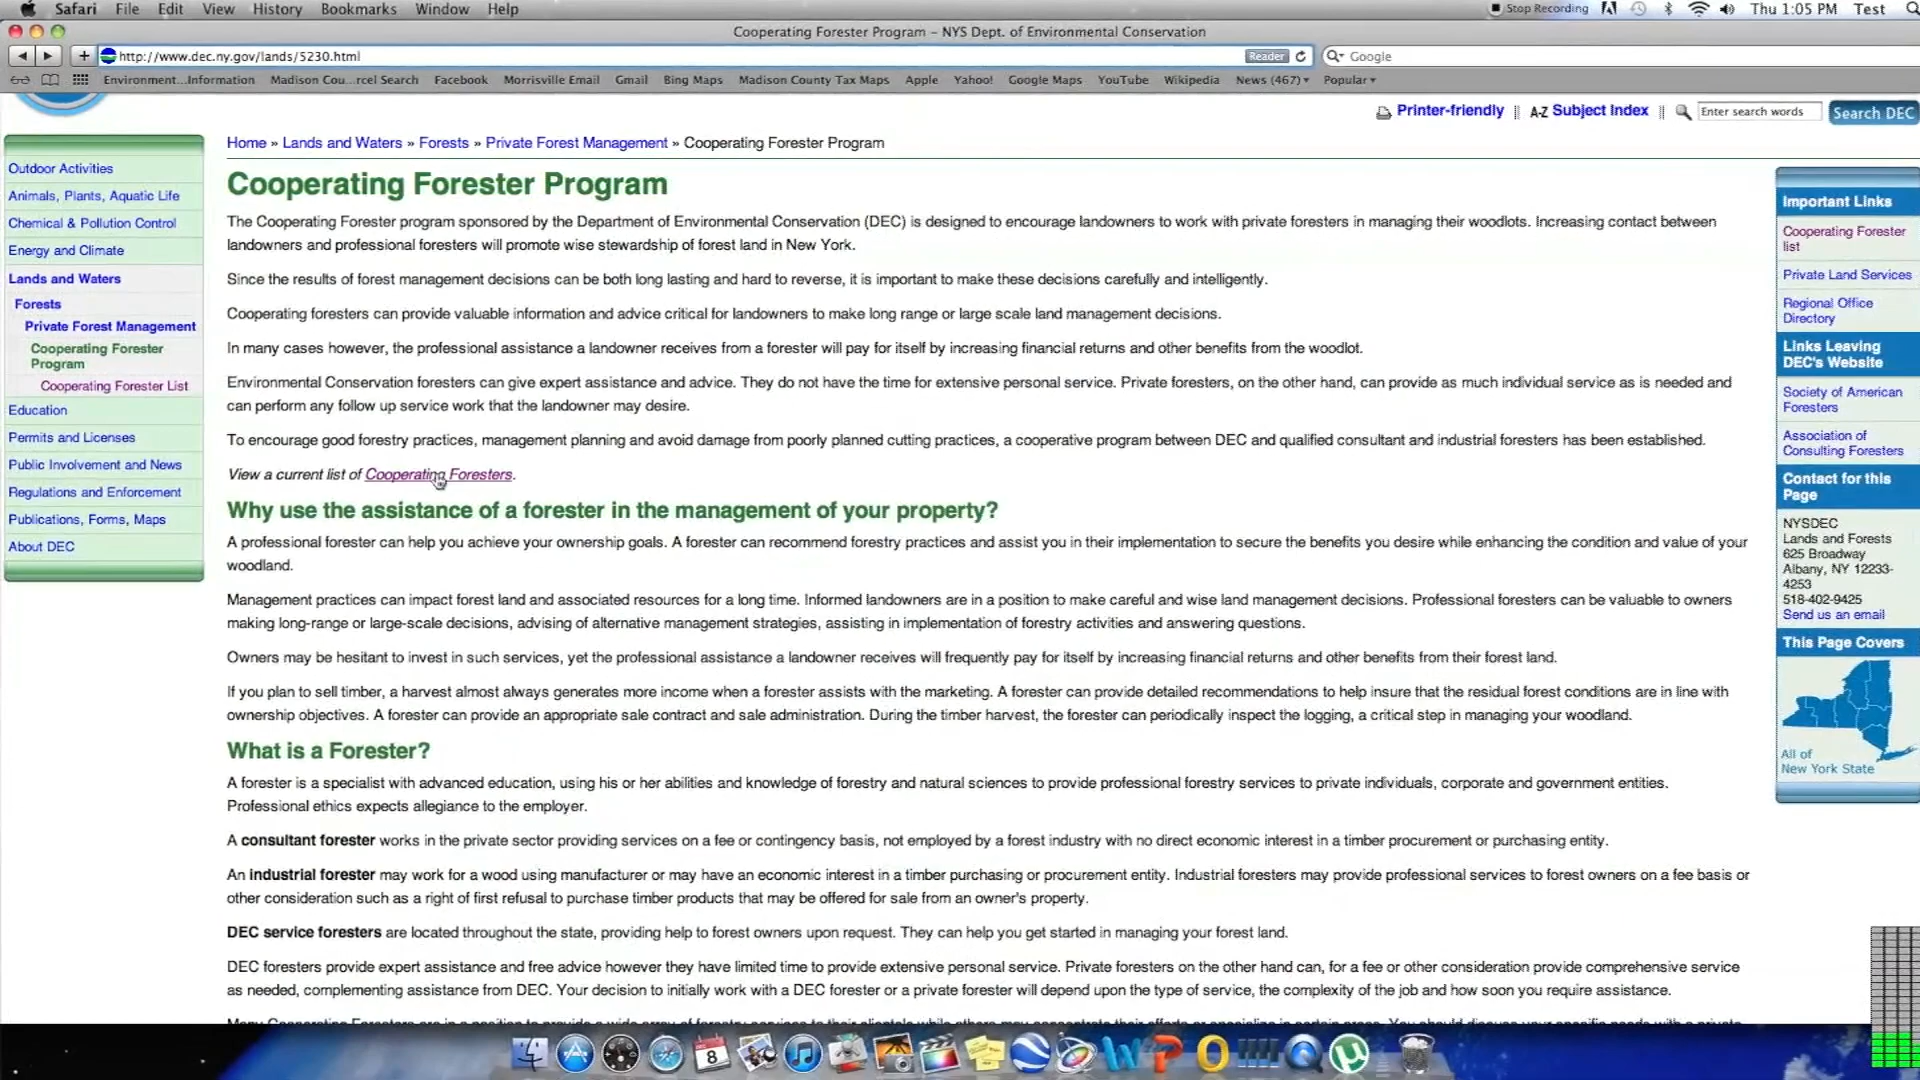 Safari File Edit View History Bookmarks Window Help Stop Recording Thu 1:05 PM Test
Cooperating Forester Program – NYS Dept. of Environmental Conservation
http://www.dec.ny.gov/lands/5230.html Reader Google
Environment...Information Madison Cou...rcel Search Facebook Morrisville Email Gmail Bing Maps Madison County Tax Maps Apple Yahoo! Google Maps YouTube Wikipedia News (467) Popular
Printer-friendly || A-Z Subject Index || Enter search words Search DEC
Home » Lands and Waters » Forests » Private Forest Management » Cooperating Forester Program
Outdoor Activities
Animals, Plants, Aquatic Life
Chemical & Pollution Control
Energy and Climate
Lands and Waters
Forests
Private Forest Management
Cooperating Forester
Program
Cooperating Forester List
Education
Permits and Licenses
Public Involvement and News
Regulations and Enforcement
Publications, Forms, Maps
About DEC
Cooperating Forester Program
The Cooperating Forester program sponsored by the Department of Environmental Conservation (DEC) is designed to encourage landowners to work with private foresters in managing their woodlots. Increasing contact between
landowners and professional foresters will promote wise stewardship of forest land in New York.
Since the results of forest management decisions can be both long lasting and hard to reverse, it is important to make these decisions carefully and intelligently.
Cooperating foresters can provide valuable information and advice critical for landowners to make long range or large scale land management decisions.
In many cases however, the professional assistance a landowner receives from a forester will pay for itself by increasing financial returns and other benefits from the woodlot.
Environmental Conservation foresters can give expert assistance and advice. They do not have the time for extensive personal service. Private foresters, on the other hand, can provide as much individual service as is needed and
can perform any follow up service work that the landowner may desire.
To encourage good forestry practices, management planning and avoid damage from poorly planned cutting practices, a cooperative program between DEC and qualified consultant and industrial foresters has been established.
View a current list of Cooperating Foresters.
Why use the assistance of a forester in the management of your property?
A professional forester can help you achieve your ownership goals. A forester can recommend forestry practices and assist you in their implementation to secure the benefits you desire while enhancing the condition and value of your
woodland.
Management practices can impact forest land and associated resources for a long time. Informed landowners are in a position to make careful and wise land management decisions. Professional foresters can be valuable to owners
making long-range or large-scale decisions, advising of alternative management strategies, assisting in implementation of forestry activities and answering questions.
Owners may be hesitant to invest in such services, yet the professional assistance a landowner receives will frequently pay for itself by increasing financial returns and other benefits from their forest land.
If you plan to sell timber, a harvest almost always generates more income when a forester assists with the marketing. A forester can provide detailed recommendations to help insure that the residual forest conditions are in line with
ownership objectives. A forester can provide an appropriate sale contract and sale administration. During the timber harvest, the forester can periodically inspect the logging, a critical step in managing your woodland.
What is a Forester?
A forester is a specialist with advanced education, using his or her abilities and knowledge of forestry and natural sciences to provide professional forestry services to private individuals, corporate and government entities.
Professional ethics expects allegiance to the employer.
A consultant forester works in the private sector providing services on a fee or contingency basis, not employed by a forest industry with no direct economic interest in a timber procurement or purchasing entity.
An industrial forester may work for a wood using manufacturer or may have an economic interest in a timber purchasing or procurement entity. Industrial foresters may provide professional services to forest owners on a fee basis or
other consideration such as a right of first refusal to purchase timber products that may be offered for sale from an owner's property.
DEC service foresters are located throughout the state, providing help to forest owners upon request. They can help you get started in managing your forest land.
DEC foresters provide expert assistance and free advice however they have limited time to provide extensive personal service. Private foresters on the other hand can, for a fee or other consideration provide comprehensive service
as needed, complementing assistance from DEC. Your decision to initially work with a DEC forester or a private forester will depend upon the type of service, the complexity of the job and how soon you require assistance.
Important Links
Cooperating Forester
list
Private Land Services
Regional Office
Directory
Links Leaving
DEC's Website
Society of American
Foresters
Association of
Consulting Foresters
Contact for this
Page
NYSDEC
Lands and Forests
625 Broadway
Albany, NY 12233-
4253
518-402-9425
Send us an email
This Page Covers
All of
New York State
8